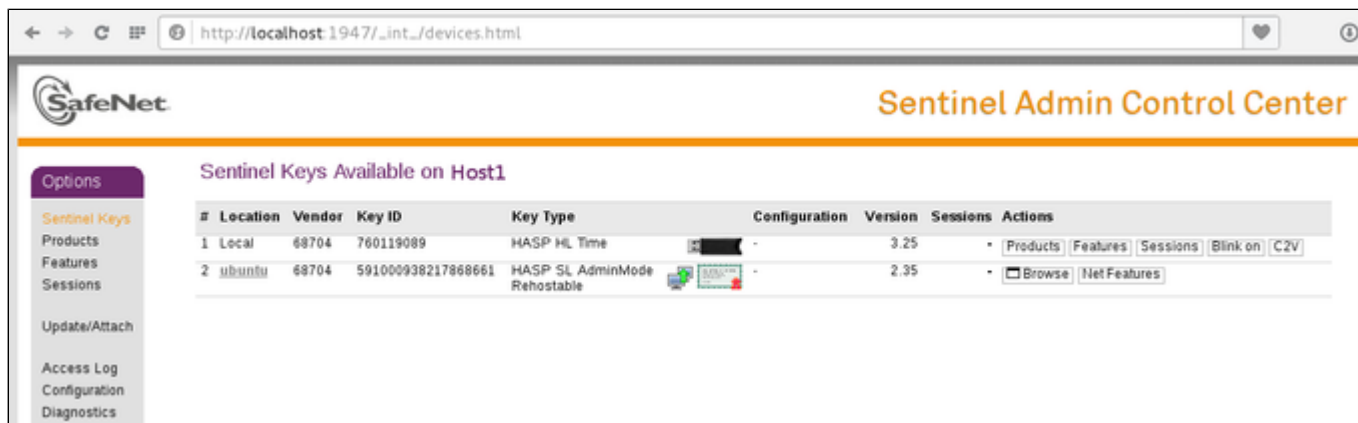 http://localhost:1947/_int_/devices.html
SafeNet.
Sentinel Admin Control Center
Options
Sentinel Keys
Products
Features
Sessions
Update/Attach
Access Log
Configuration
Diagnostics
Sentinel Keys Available on Host1
# Location Vendor Key ID Key Type Configuration Version Sessions Actions
1 Local 68704 760119089 HASP HL Time - 3.25 - Products Features Sessions Blink on C2V
2 ubuntu 68704 591000938217868661 HASP SL AdminMode - 2.35 - Browse Net Features
Rehostable